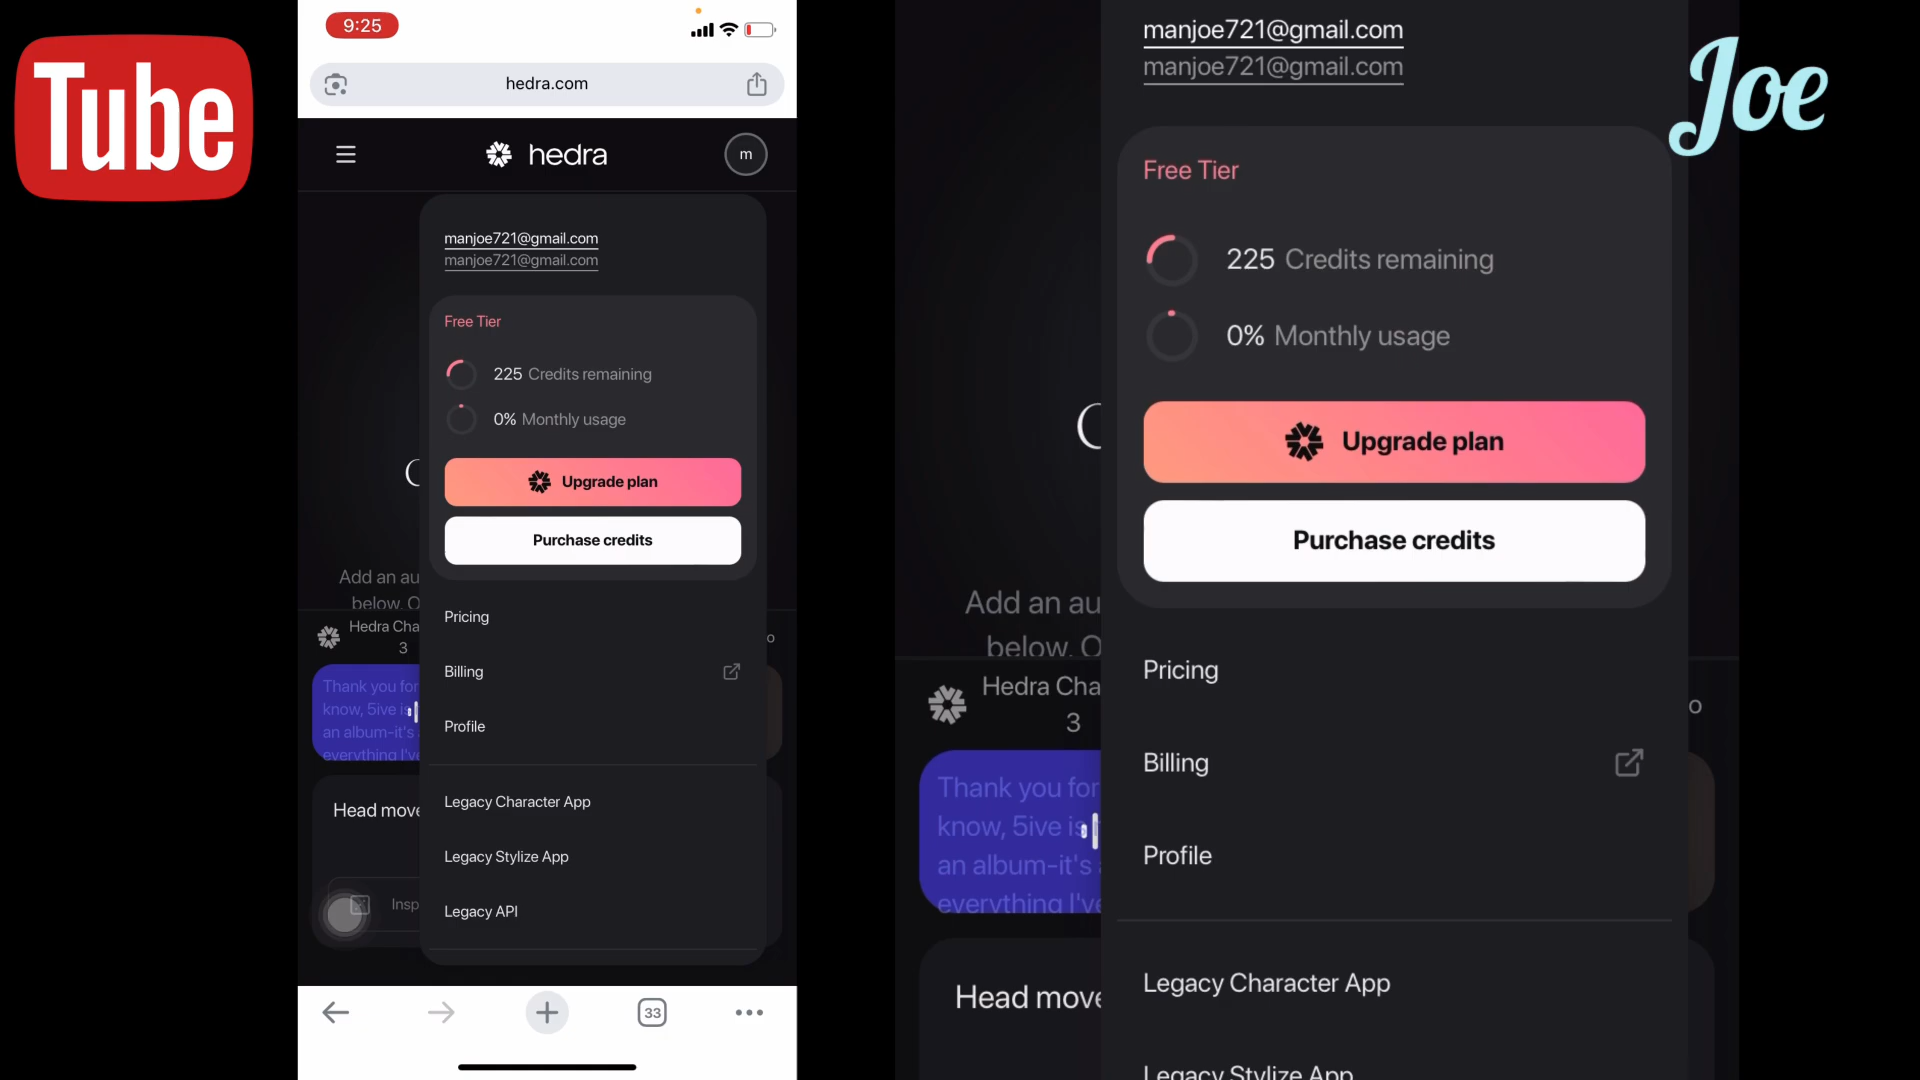 Tube
9:25
hedra.com
hedra
m
manjoe721@gmail.com
manjoe721@gmail.com
Free Tier
225 Credits remaining
0% Monthly usage
Upgrade plan
Purchase credits
Add an au
below. O
Hedra Cha
3
o
Thank you for
know, 5ive is
an album-it's
everything I've
Head move
Insp
Pricing
Billing
Profile
Legacy Character App
Legacy Stylize App
Legacy API
33
manjoe721@gmail.com
manjoe721@gmail.com
Joe
Free Tier
225 Credits remaining
0% Monthly usage
Upgrade plan
Purchase credits
Add an au
below. O
Hedra Cha
3
o
Thank you for
know, 5ive is
an album-it's
everything I've
Head move
Pricing
Billing
Profile
Legacy Character App
Legacy Stylize App